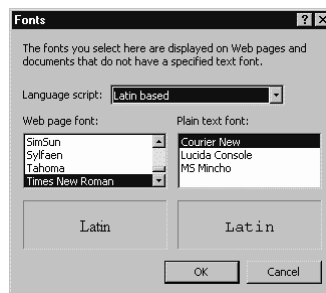 Fonts
The fonts you select here are displayed on Web pages and
documents that do not have a specified text font.
Language script: Latin based
Web page font: Plain text font:
SimSun Courier New
Sylfaen Lucida Console
Tahoma MS Mincho
Times New Roman
Latin Latin
OK Cancel